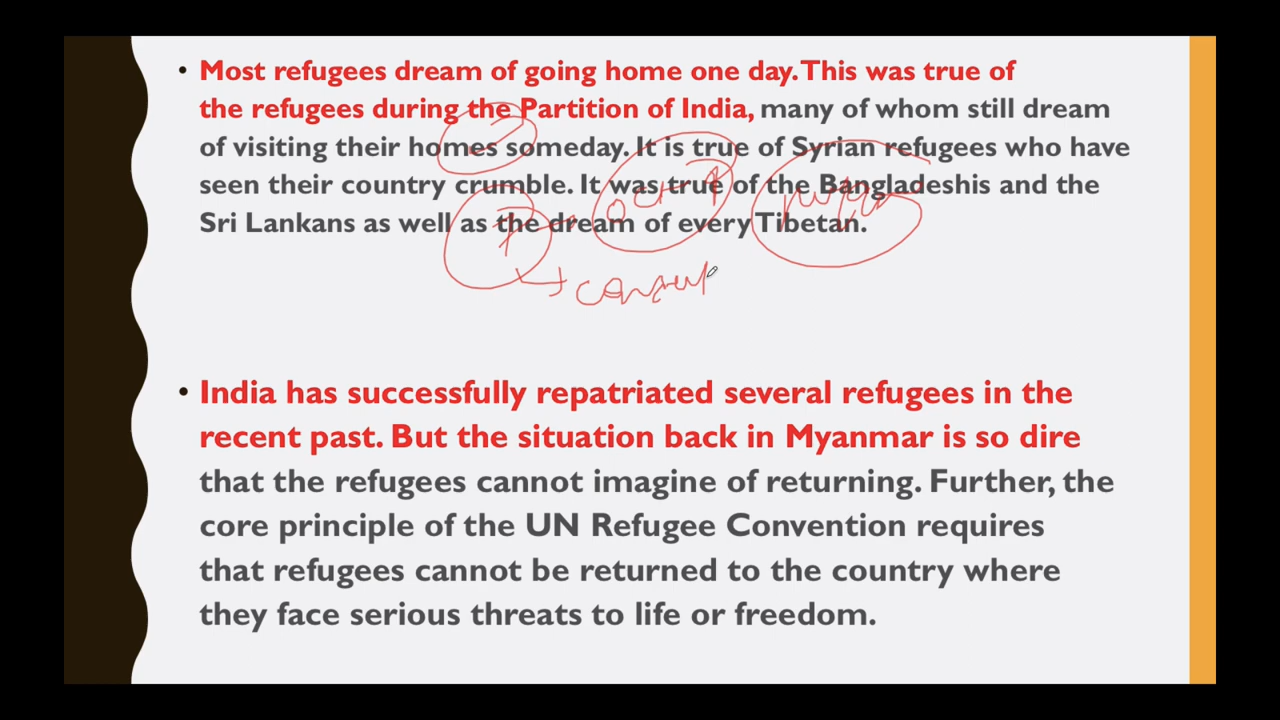 • Most refugees dream of going home one day. This was true of
the refugees during the Partition of India, many of whom still dream
of visiting their homes someday. It is true of Syrian refugees who have
seen their country crumble. It was true of the Bangladeshis and the
Sri Lankans as well as the dream of every Tibetan.
• India has successfully repatriated several refugees in the
recent past. But the situation back in Myanmar is so dire
that the refugees cannot imagine of returning. Further, the
core principle of the UN Refugee Convention requires
that refugees cannot be returned to the country where
they face serious threats to life or freedom.